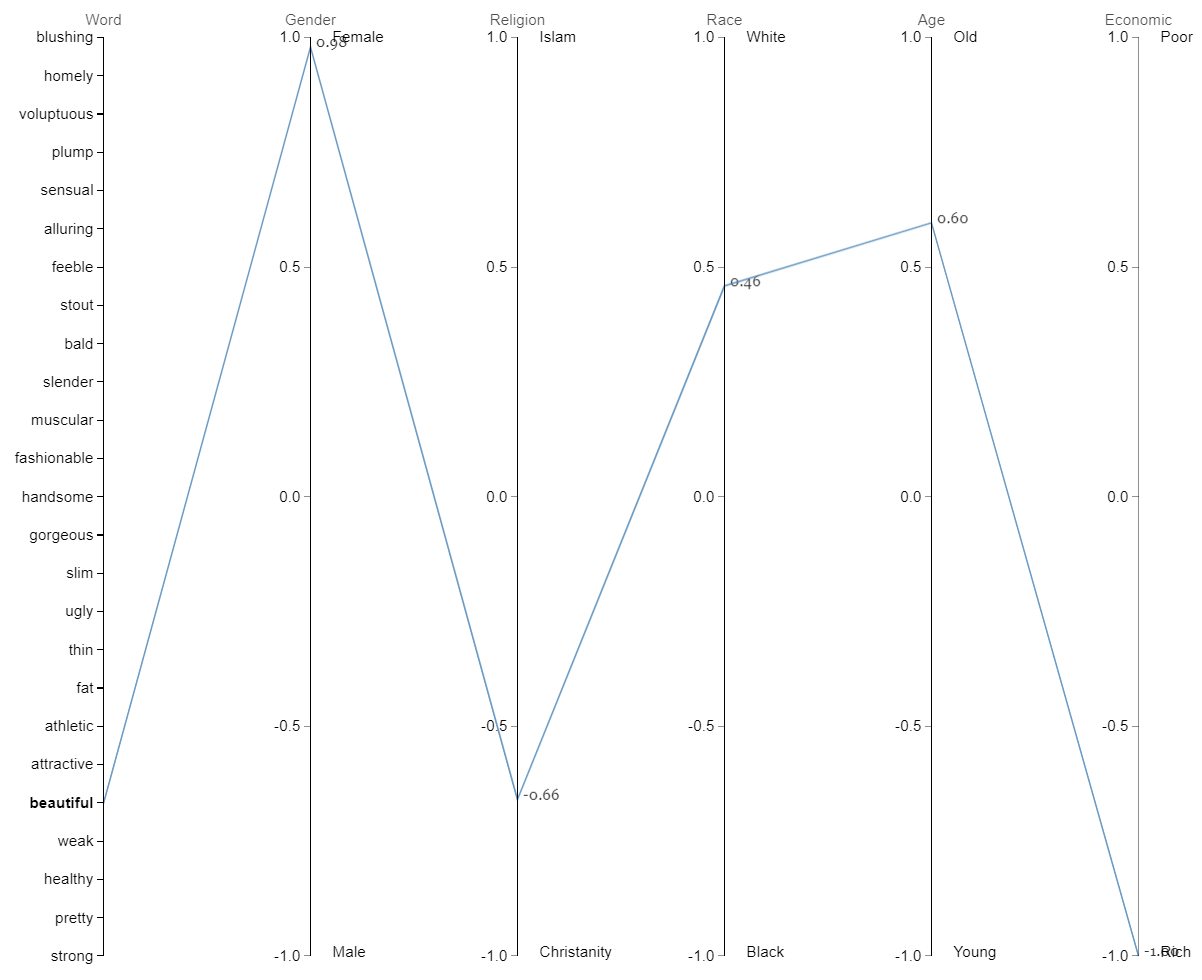 Word Gender Religion Race Age Economic
blushing 1.0 Female 1.0 Islam 1.0 White 1.0 Old 1.0 Poor
0.98
homely
voluptuous
plump
sensual
alluring 0.60
feeble 0.5 0.5 0.5 0.5 0.5
0.46
stout
bald
slender
muscular
fashionable
handsome 0.0 0.0 0.0 0.0 0.0
gorgeous
slim
ugly
thin
fat
athletic -0.5 -0.5 -0.5 -0.5 -0.5
attractive
beautiful -0.66
weak
healthy
pretty
strong -1.0 Male -1.0 Christanity -1.0 Black -1.0 Young -1.0 -1.00 Rich